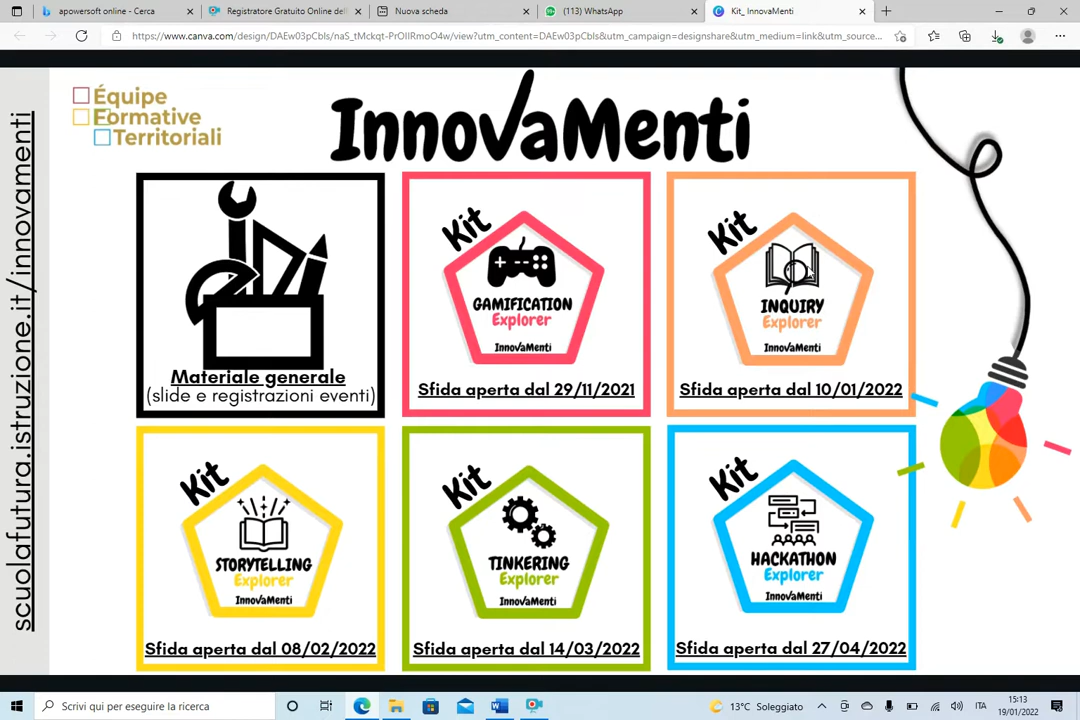 apowersoft online - Cerca
Registratore Gratuito Online dell
Nuova scheda
(113) WhatsApp
Kit_ InnovaMenti
https://www.canva.com/design/DAEw03pCbls/naS_tMckqt-PrOIIRmoO4w/view?utm_content=DAEw03pCbls&utm_campaign=designshare&utm_medium=link&utm_source...
scuolafutura.istruzione.it/innovamenti
Équipe
Formative
Territoriali
InnovaMenti
Materiale generale
(slide e registrazioni eventi)
Kit
GAMIFICATION
Explorer
InnovaMenti
Sfida aperta dal 29/11/2021
Kit
INQUIRY
Explorer
InnovaMenti
Sfida aperta dal 10/01/2022
Kit
STORYTELLING
Explorer
InnovaMenti
Sfida aperta dal 08/02/2022
Kit
TINKERING
Explorer
InnovaMenti
Sfida aperta dal 14/03/2022
Kit
HACKATHON
Explorer
InnovaMenti
Sfida aperta dal 27/04/2022
Scrivi qui per eseguire la ricerca
13°C Soleggiato
ITA
15:13
19/01/2022